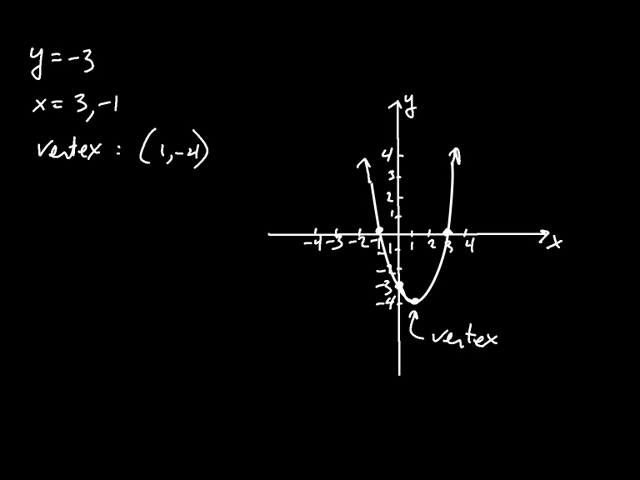 y = -3
x = 3, -1
vertex : (1, -4)
y
4
3
2
1
-4 -3 -2 -1 1 2 3 4 x
-1
-2
-3
-4
vertex